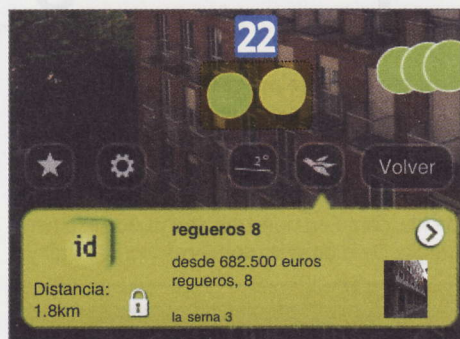 22
2°
Volver
id
regueros 8
desde 682.500 euros
regueros, 8
Distancia:
1.8km
la serna 3